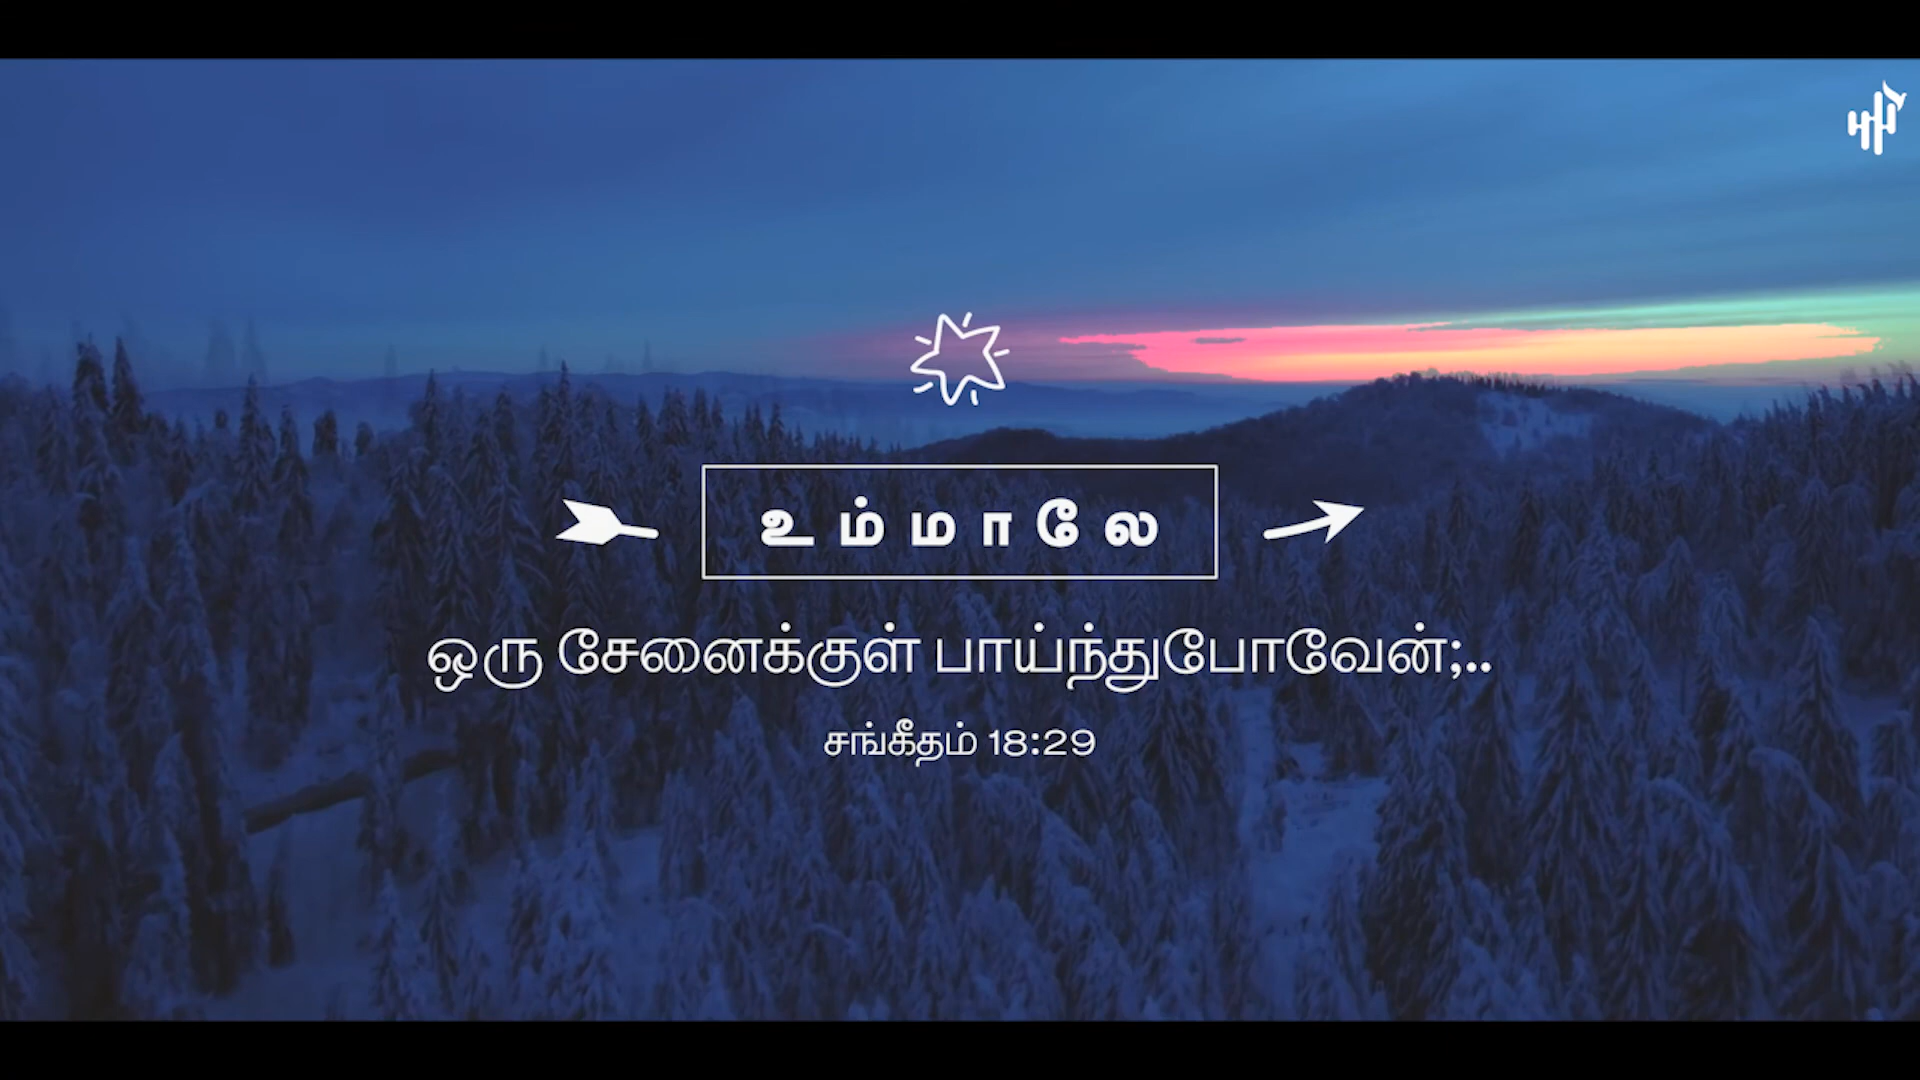 உம்மாலே
ஒரு சேனைக்குள் பாய்ந்துபோவேன்;..
சங்கீதம் 18:29